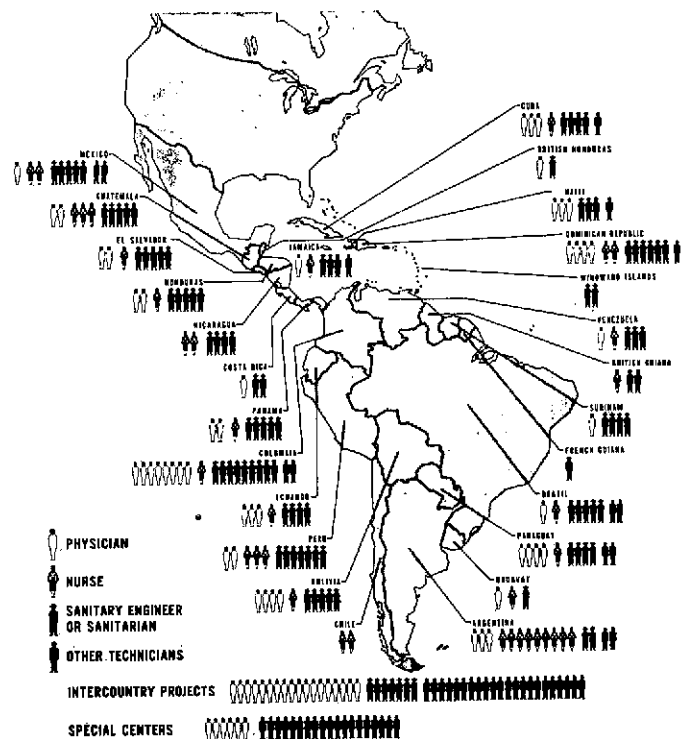 CUBA
BRITISH HONDURAS
MEXICO
HAITI
GUATEMALA
DOMINICAN REPUBLIC
EL SALVADOR
JAMAICA
WINDWARD ISLANDS
HONDURAS
NICARAGUA
VENEZUELA
COSTA RICA
BRITISH GUIANA
PANAMA
SURINAM
COLOMBIA
FRENCH GUIANA
ECUADOR
BRAZIL
PERU
PARAGUAY
BOLIVIA
URUGUAY
CHILE
ARGENTINA
PHYSICIAN
NURSE
SANITARY ENGINEER
OR SANITARIAN
OTHER TECHNICIANS
INTERCOUNTRY PROJECTS
SPECIAL CENTERS